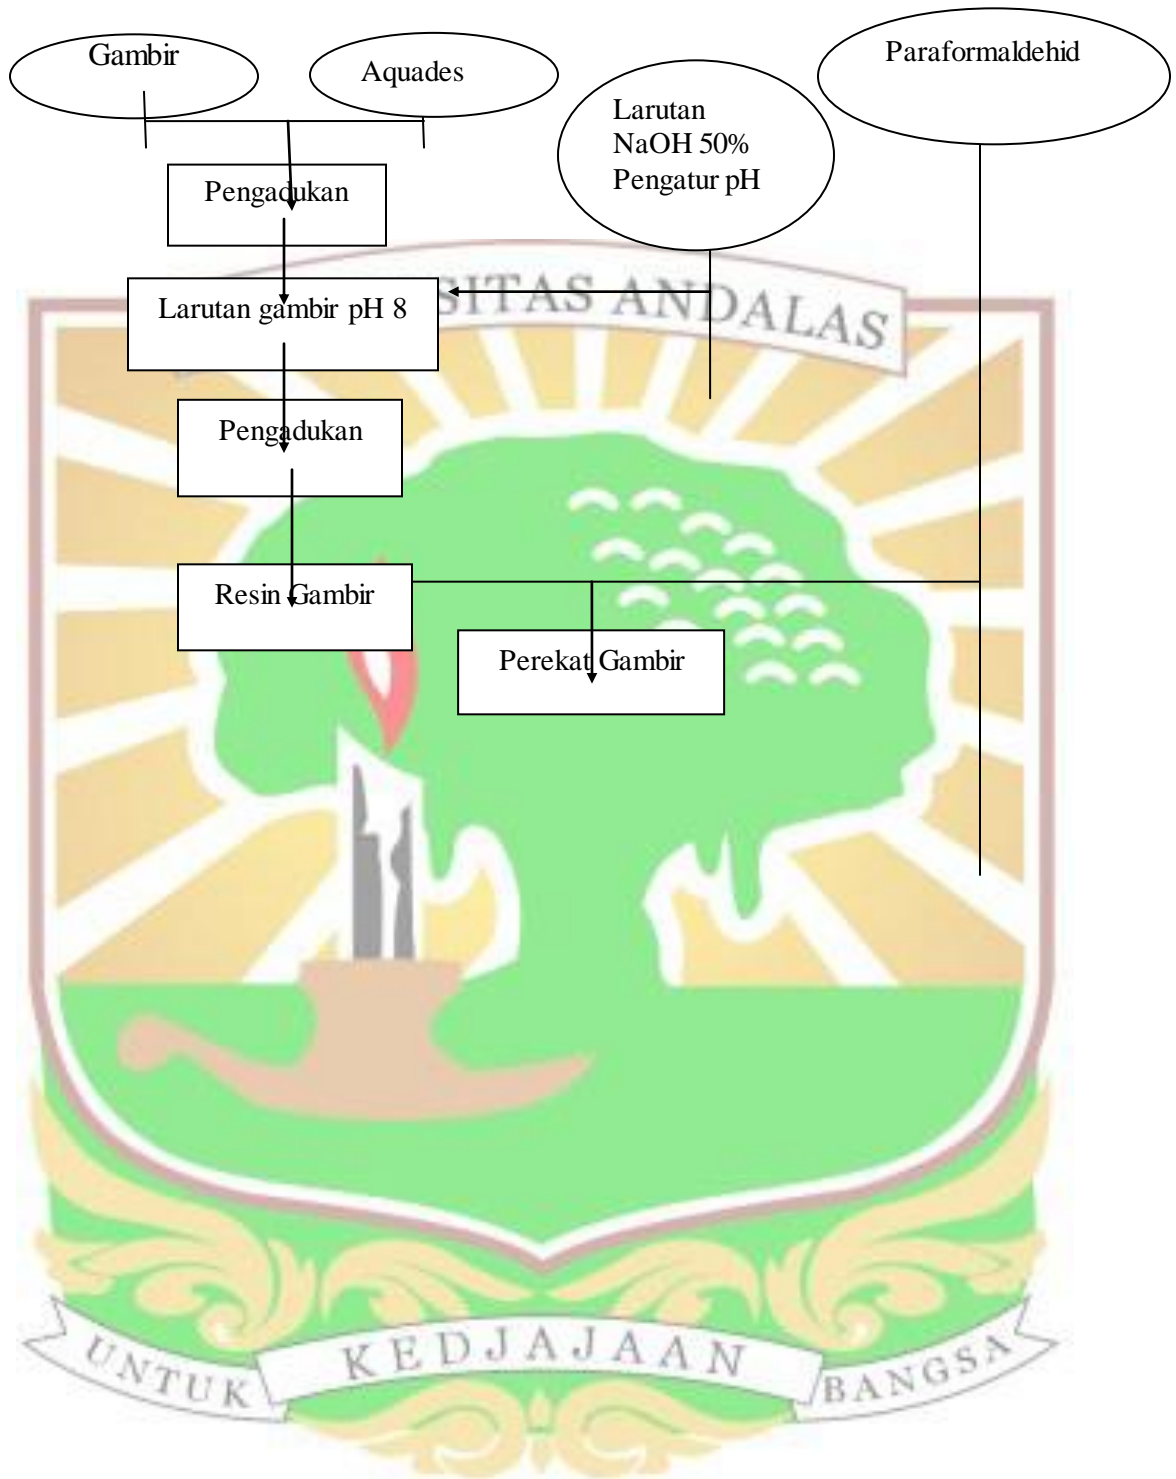 Gambir
Aquades
Larutan
NaOH 50%
Pengatur pH
Paraformaldehid
Pengadukan
Larutan gambir pH 8
SITAS ANDALAS
Pengadukan
Resin Gambir
Perekat Gambir
UNTUK KEDJAJAAN BANGSA